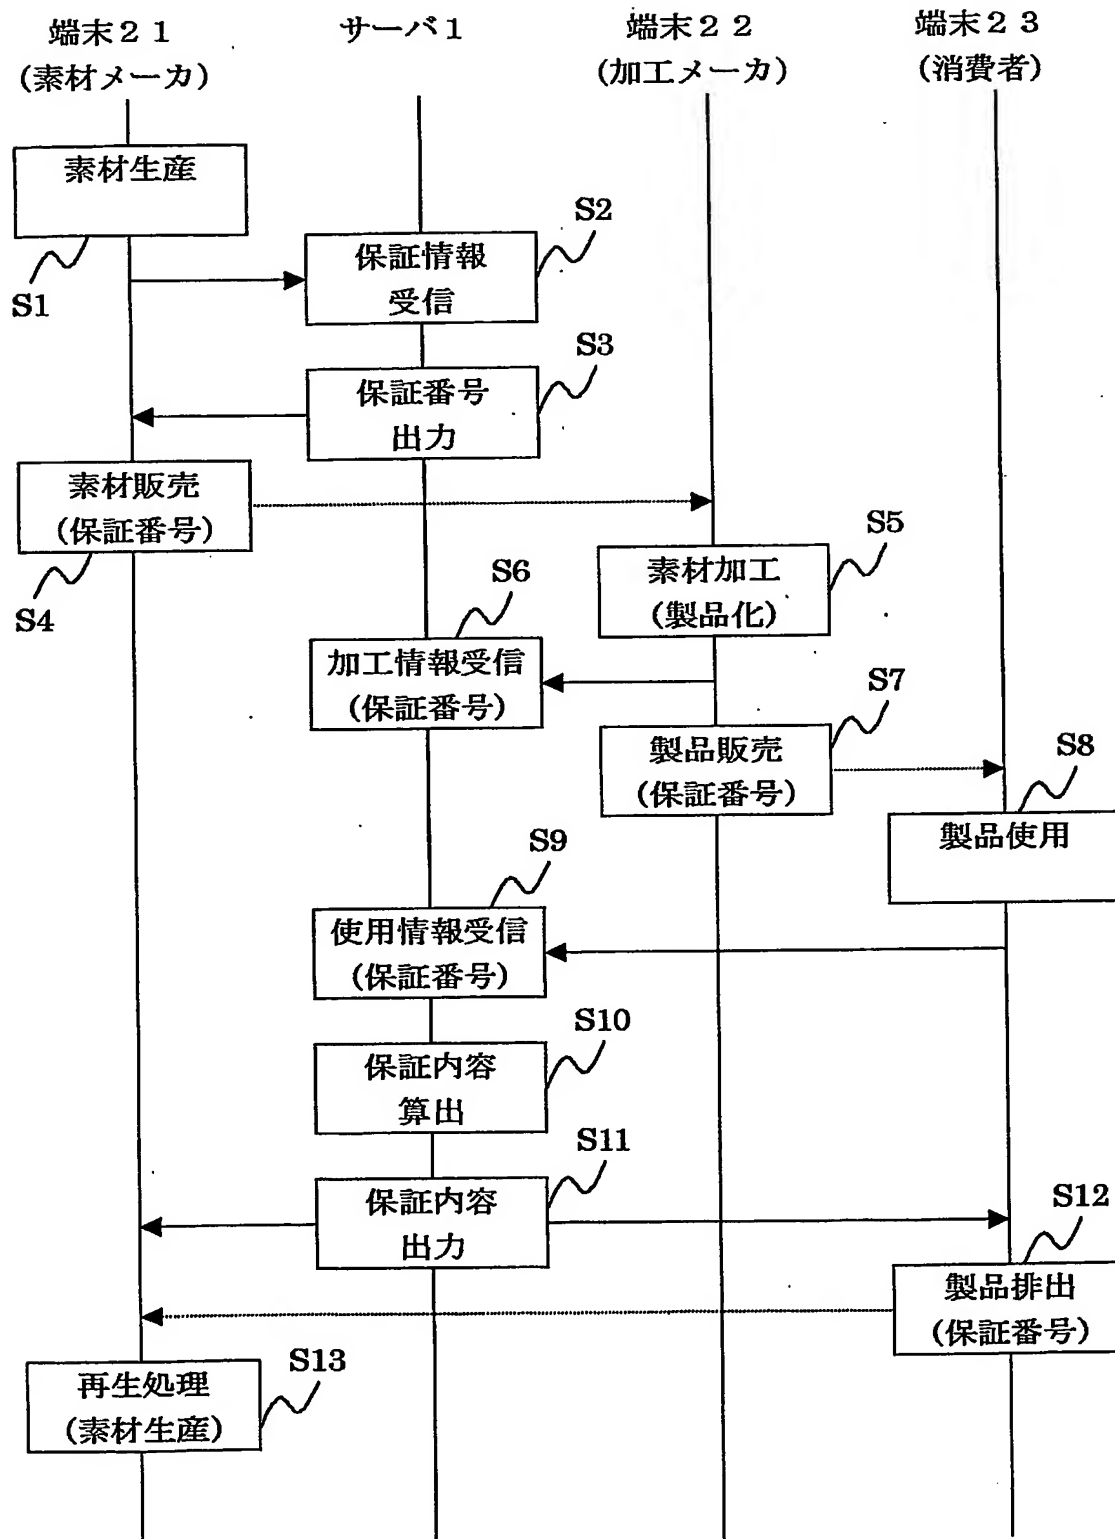 端末２１
(素材メーカ)
サーバ１
端末２２
(加工メーカ)
端末２３
(消費者)
素材生産
S1
S2
保証情報
受信
S3
保証番号
出力
素材販売
(保証番号)
S4
S5
素材加工
(製品化)
S6
加工情報受信
(保証番号)
S7
製品販売
(保証番号)
S8
製品使用
S9
使用情報受信
(保証番号)
S10
保証内容
算出
S11
保証内容
出力
S12
製品排出
(保証番号)
S13
再生処理
(素材生産)